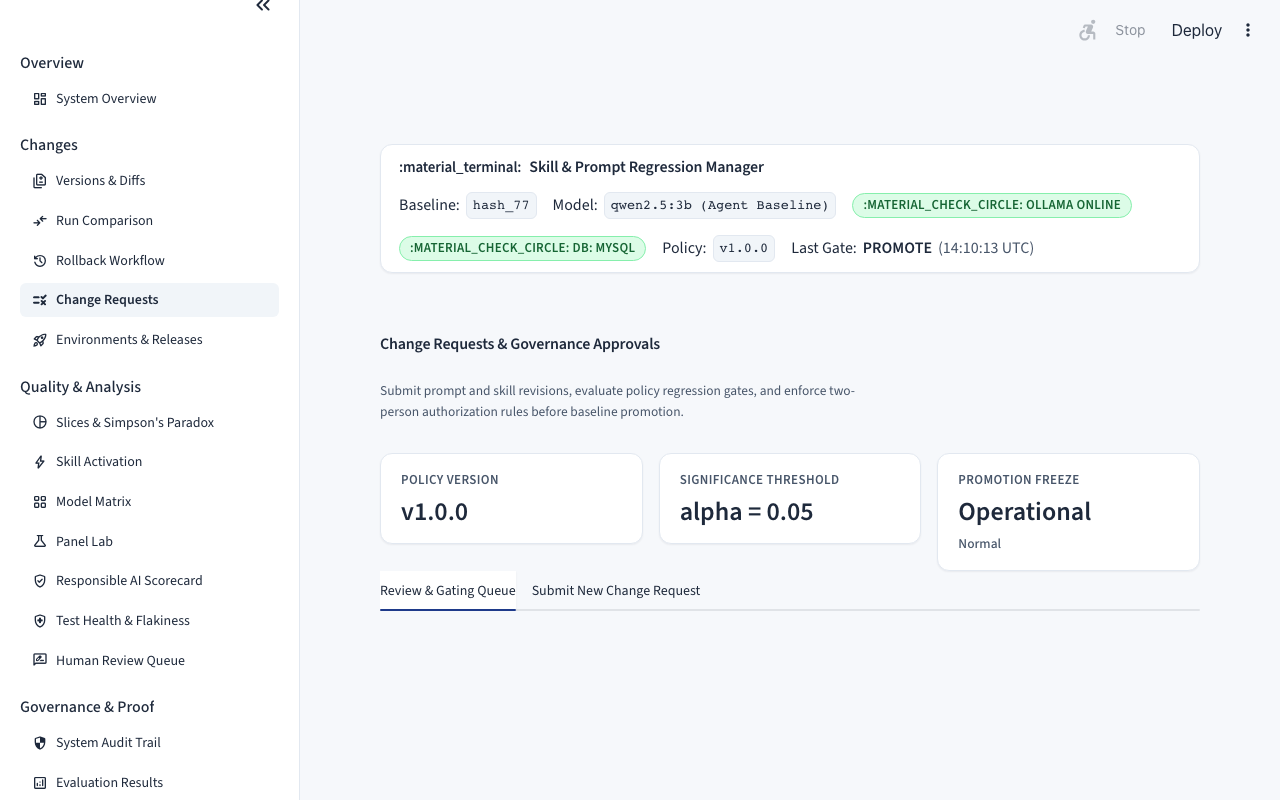 Stop
Deploy
Overview
System Overview
Changes
Versions & Diffs
Run Comparison
Rollback Workflow
Change Requests
Environments & Releases
Quality & Analysis
Slices & Simpson's Paradox
Skill Activation
Model Matrix
Panel Lab
Responsible AI Scorecard
Test Health & Flakiness
Human Review Queue
Governance & Proof
System Audit Trail
Evaluation Results
:material_terminal: Skill & Prompt Regression Manager
Baseline: hash_77 Model: qwen2.5:3b (Agent Baseline) :MATERIAL_CHECK_CIRCLE: OLLAMA ONLINE
:MATERIAL_CHECK_CIRCLE: DB: MYSQL Policy: v1.0.0 Last Gate: PROMOTE (14:10:13 UTC)
Change Requests & Governance Approvals
Submit prompt and skill revisions, evaluate policy regression gates, and enforce two-
person authorization rules before baseline promotion.
POLICY VERSION
v1.0.0
SIGNIFICANCE THRESHOLD
alpha = 0.05
PROMOTION FREEZE
Operational
Normal
Review & Gating Queue
Submit New Change Request